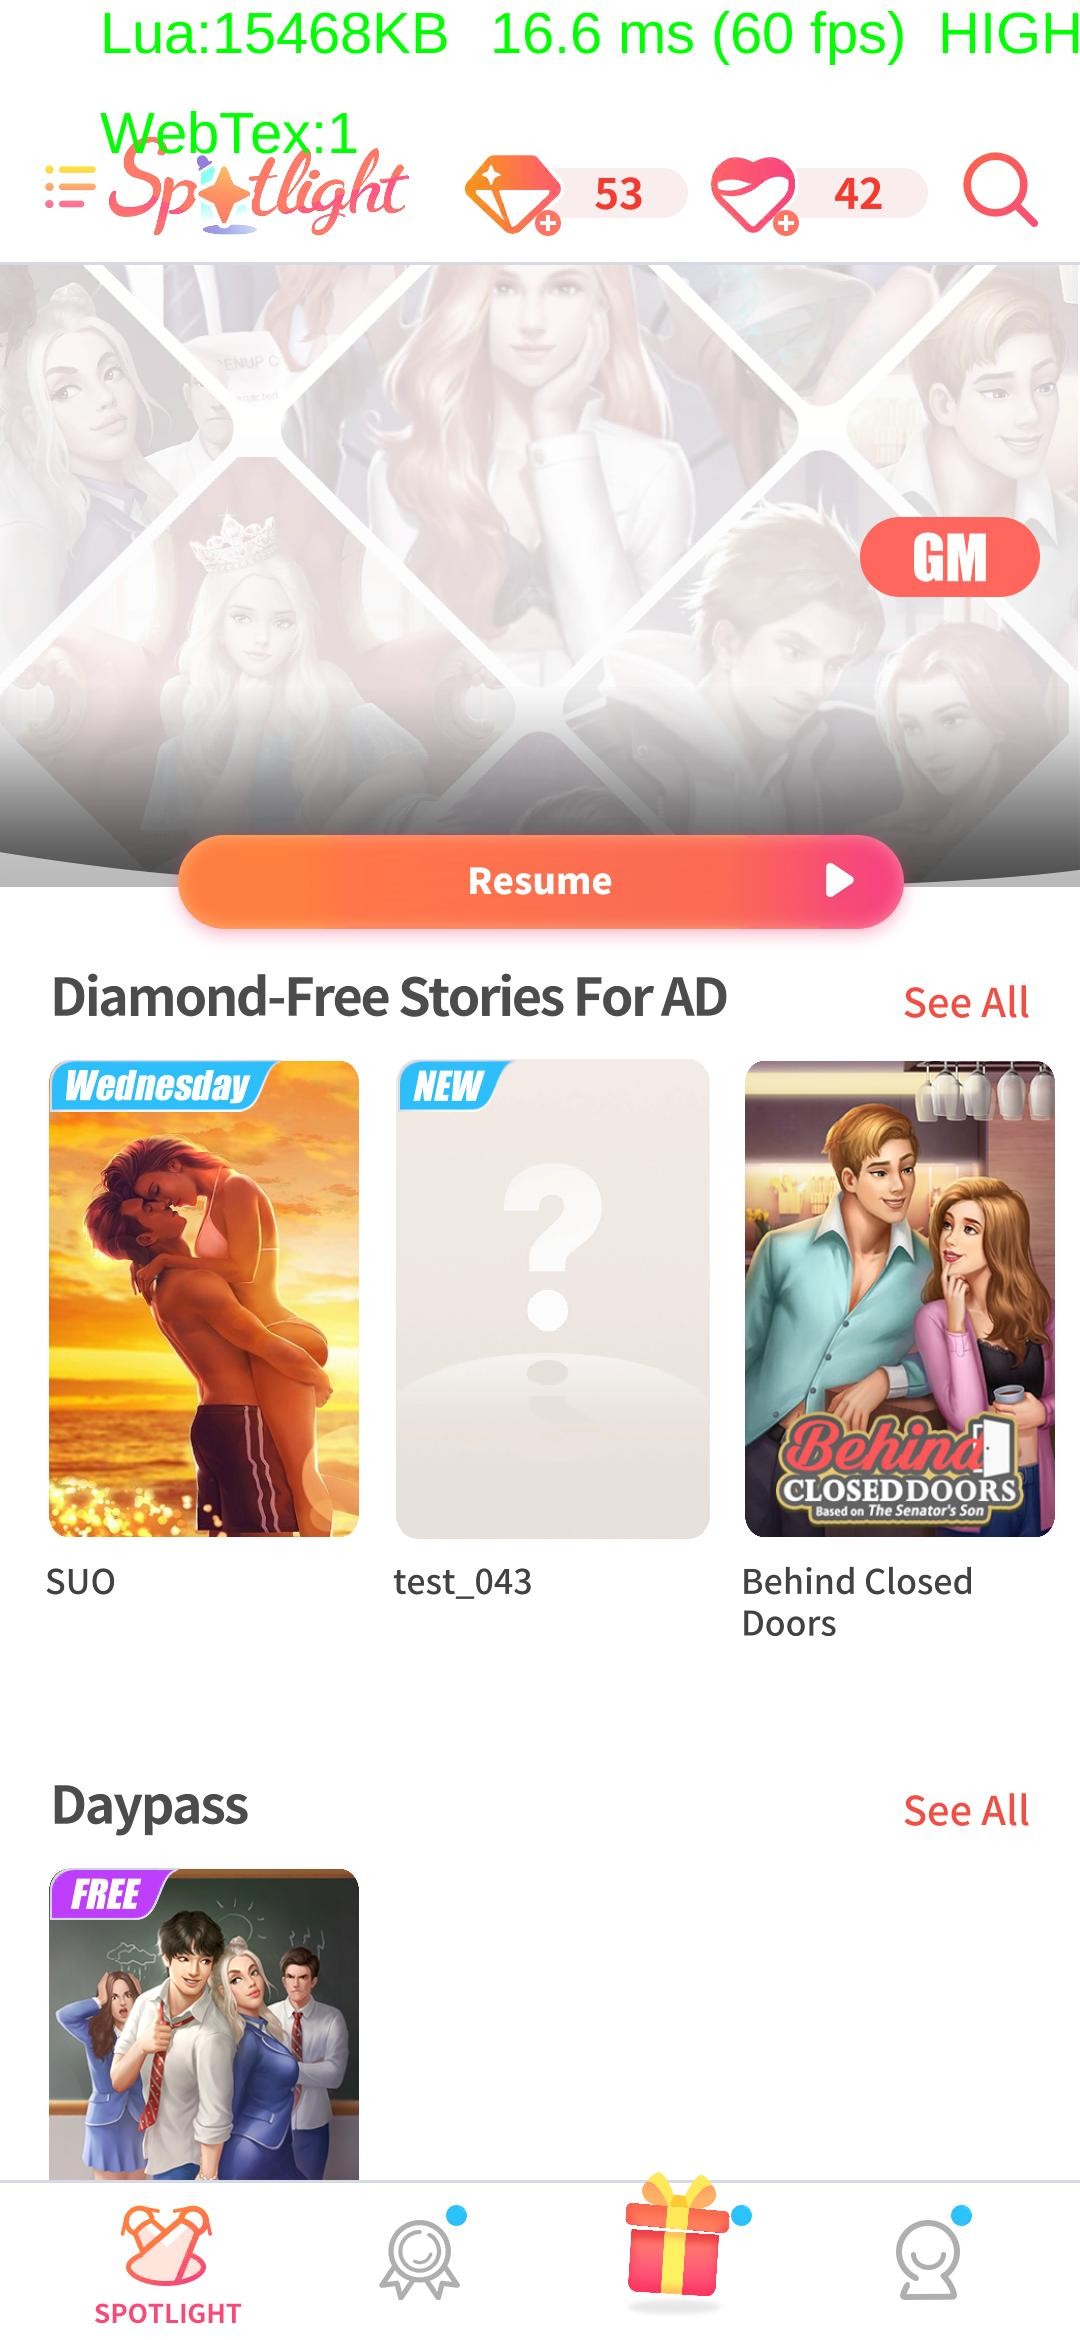 Lua:15468KB 16.6 ms (60 fps) HIGH
WebTex:1
Spotlight 53 42
GM
Resume
Diamond-Free Stories For AD See All
Wednesday NEW
Behind
CLOSED DOORS
Based on The Senator's Son
SUO test_043 Behind Closed
Doors
Daypass See All
FREE
SPOTLIGHT